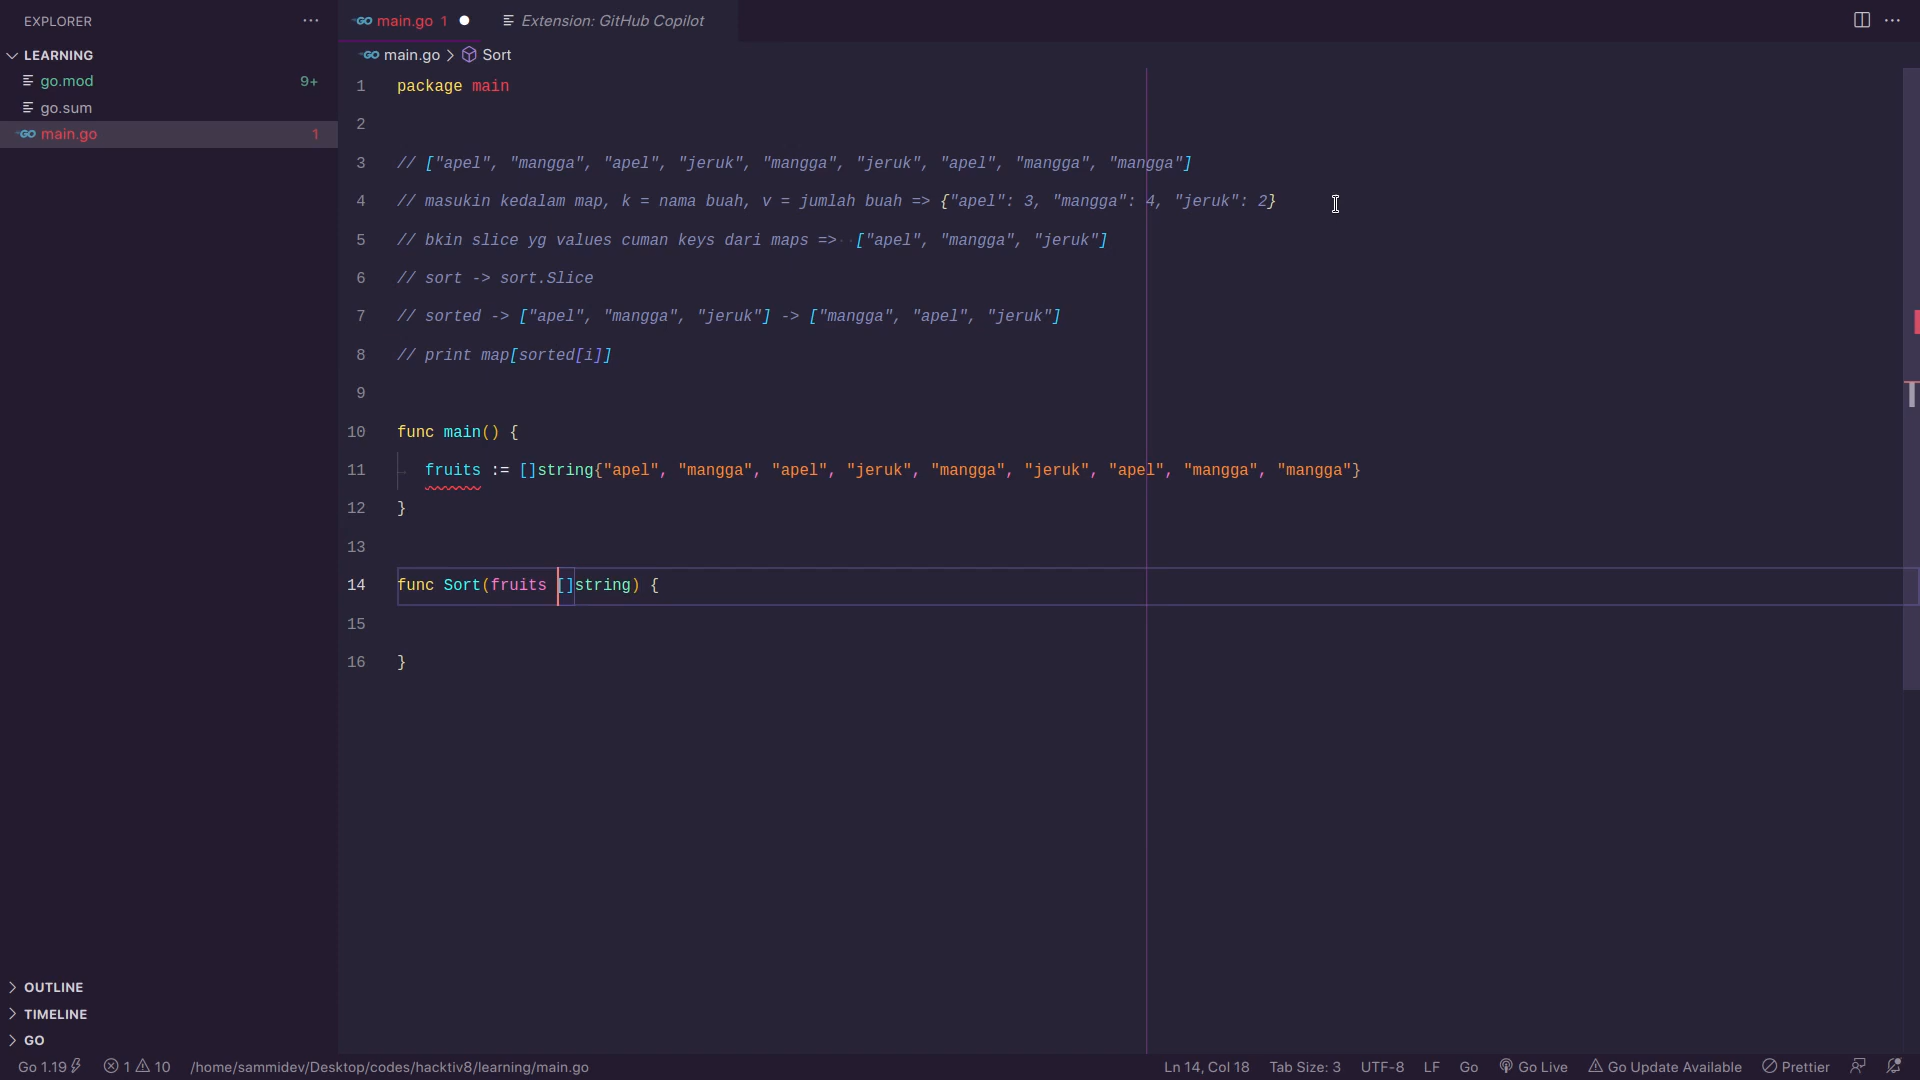 EXPLORER
LEARNING
go.mod 9+
go.sum
GO main.go 1
OUTLINE
TIMELINE
GO
GO main.go 1
Extension: GitHub Copilot
GO main.go > Sort
1 package main
2
3 // ["apel", "mangga", "apel", "jeruk", "mangga", "jeruk", "apel", "mangga", "mangga"]
4 // masukin kedalam map, k = nama buah, v = jumlah buah => {"apel": 3, "mangga": 4, "jeruk": 2}
5 // bkin slice yg values cuman keys dari maps =>  ["apel", "mangga", "jeruk"]
6 // sort -> sort.Slice
7 // sorted -> ["apel", "mangga", "jeruk"] -> ["mangga", "apel", "jeruk"]
8 // print map[sorted[i]]
9
10 func main() {
11 fruits := []string{"apel", "mangga", "apel", "jeruk", "mangga", "jeruk", "apel", "mangga", "mangga"}
12 }
13
14 func Sort(fruits []string) {
15
16 }
Go 1.19 1 10 /home/sammidev/Desktop/codes/hacktiv8/learning/main.go Ln 14, Col 18 Tab Size: 3 UTF-8 LF Go Go Live Go Update Available Prettier